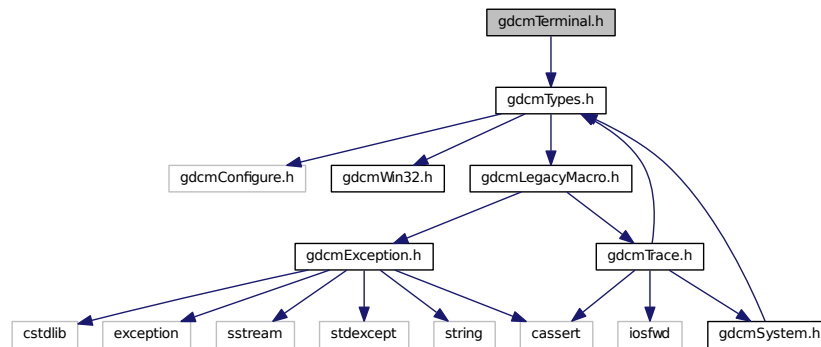 gdcmTerminal.h
gdcmTypes.h
gdcmConfigure.h
gdcmWin32.h
gdcmLegacyMacro.h
gdcmException.h
gdcmTrace.h
cstdlib
exception
sstream
stdexcept
string
cassert
iosfwd
gdcmSystem.h